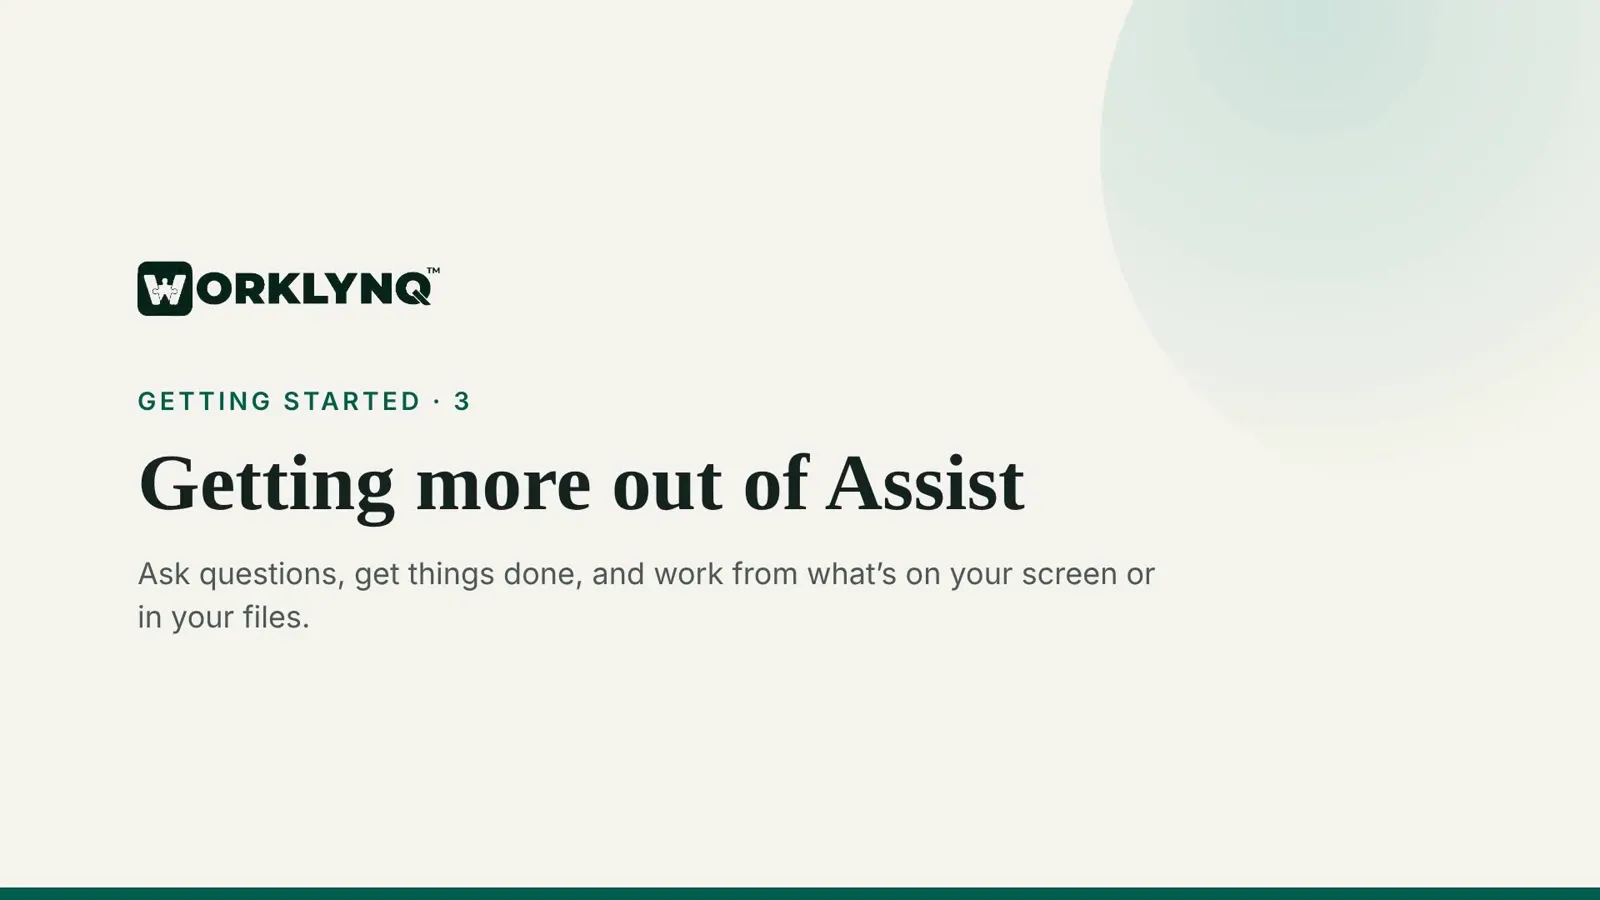 WORKLYNQ™
GETTING STARTED · 3
Getting more out of Assist
Ask questions, get things done, and work from what’s on your screen or
in your files.